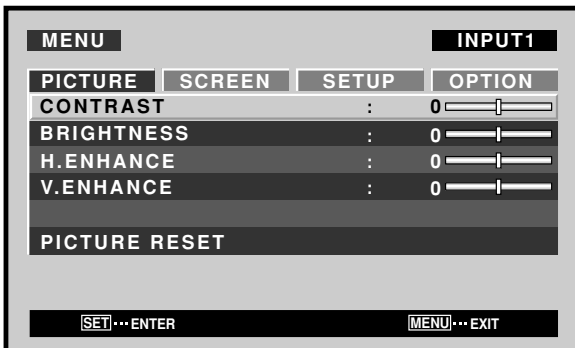 MENU INPUT1
PICTURE SCREEN SETUP OPTION
CONTRAST : 0
BRIGHTNESS : 0
H.ENHANCE : 0
V.ENHANCE : 0
PICTURE RESET
SET ··· ENTER MENU ··· EXIT